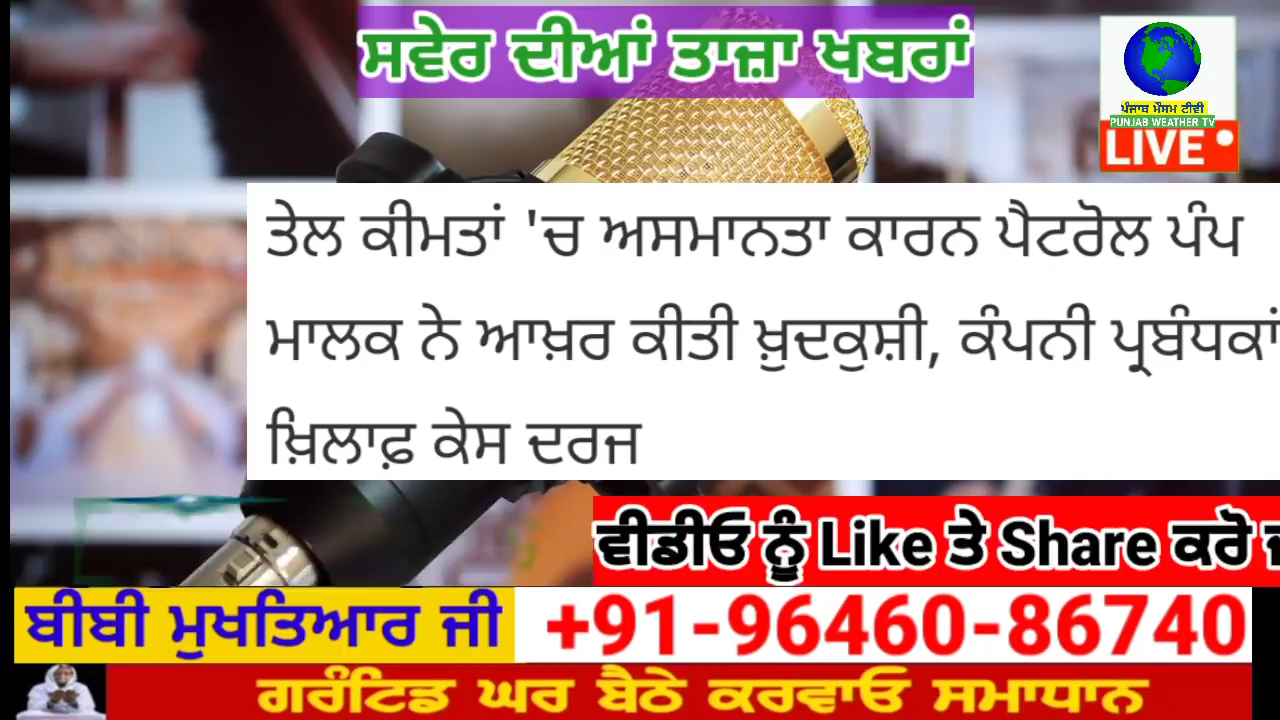 ਸਵੇਰ ਦੀਆਂ ਤਾਜ਼ਾ ਖਬਰਾਂ
ਪੰਜਾਬ ਮੌਸਮ ਟੀਵੀ
PUNJAB WEATHER TV
LIVE
ਤੇਲ ਕੀਮਤਾਂ 'ਚ ਅਸਮਾਨਤਾ ਕਾਰਨ ਪੈਟਰੋਲ ਪੰਪ
ਮਾਲਕ ਨੇ ਆਖ਼ਰ ਕੀਤੀ ਖ਼ੁਦਕੁਸ਼ੀ, ਕੰਪਨੀ ਪ੍ਰਬੰਧਕਾਂ
ਖ਼ਿਲਾਫ਼ ਕੇਸ ਦਰਜ
ਵੀਡੀਓ ਨੂੰ Like ਤੇ Share ਕਰੋ
ਬੀਬੀ ਮੁਖਤਿਆਰ ਜੀ +91-96460-86740
ਗਰੰਟਿਡ ਘਰ ਬੈਠੇ ਕਰਵਾਓ ਸਮਾਧਾਨ